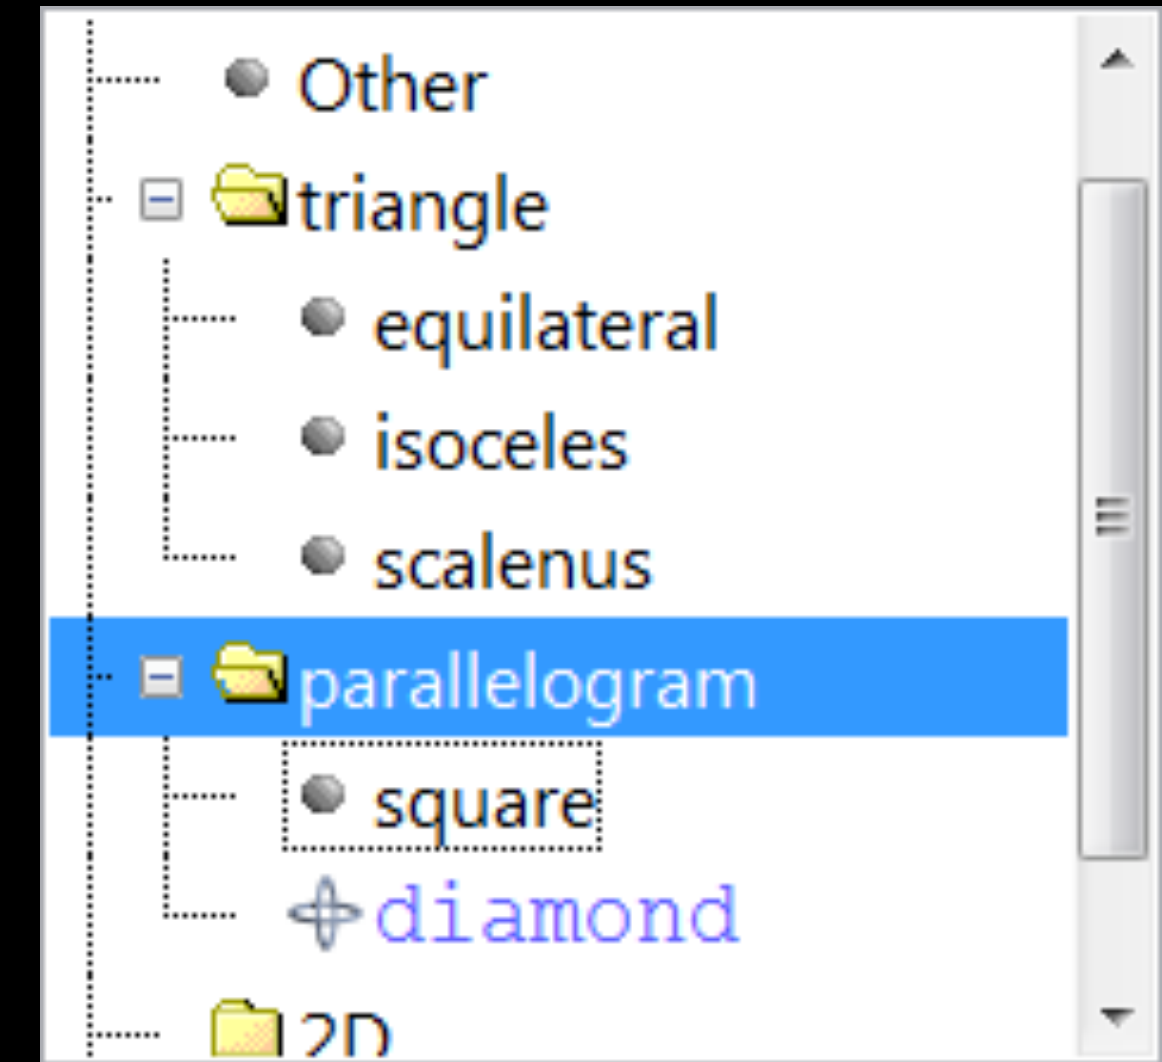 Other
triangle
equilateral
isoceles
scalenus
parallelogram
square
diamond
2D